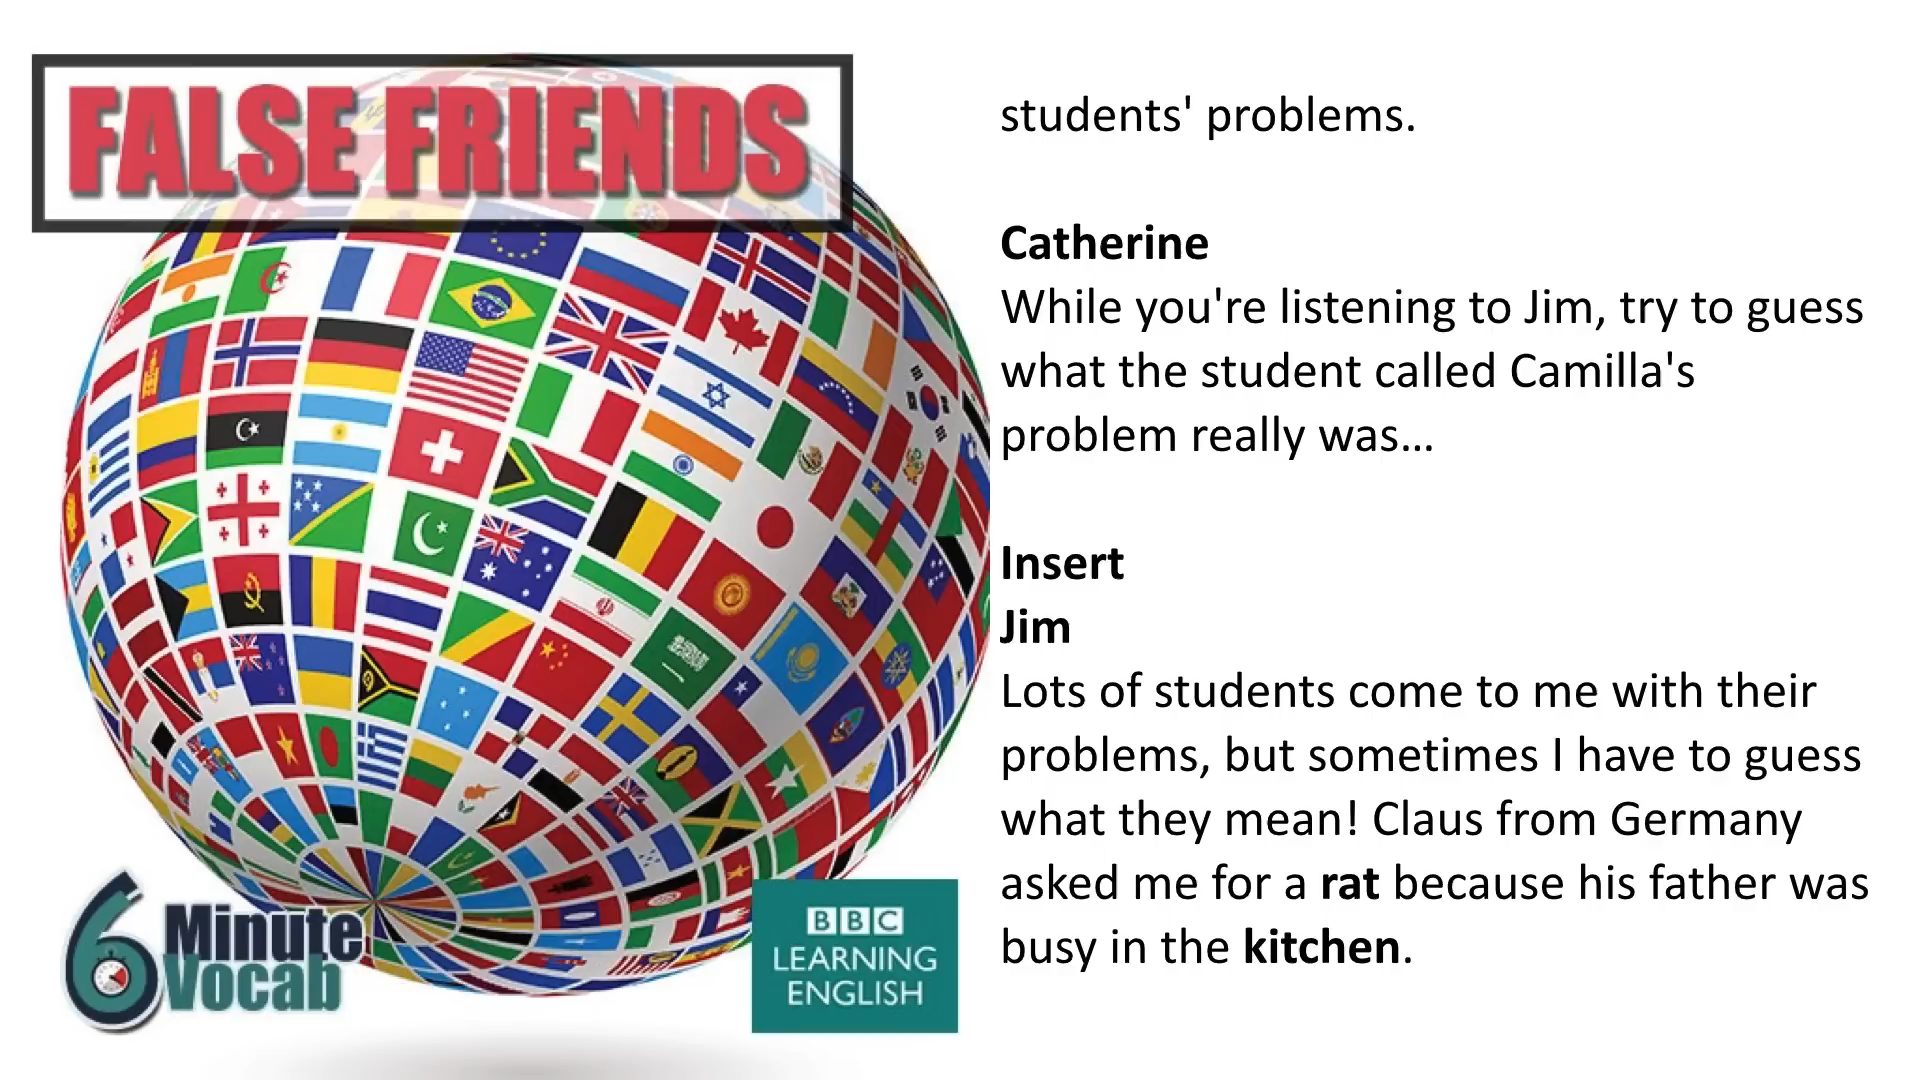 FALSE FRIENDS
students' problems.
Catherine
While you're listening to Jim, try to guess
what the student called Camilla's
problem really was...
Insert
Jim
Lots of students come to me with their
problems, but sometimes I have to guess
what they mean! Claus from Germany
asked me for a rat because his father was
busy in the kitchen.
6 Minute
Vocab
BBC
LEARNING
ENGLISH